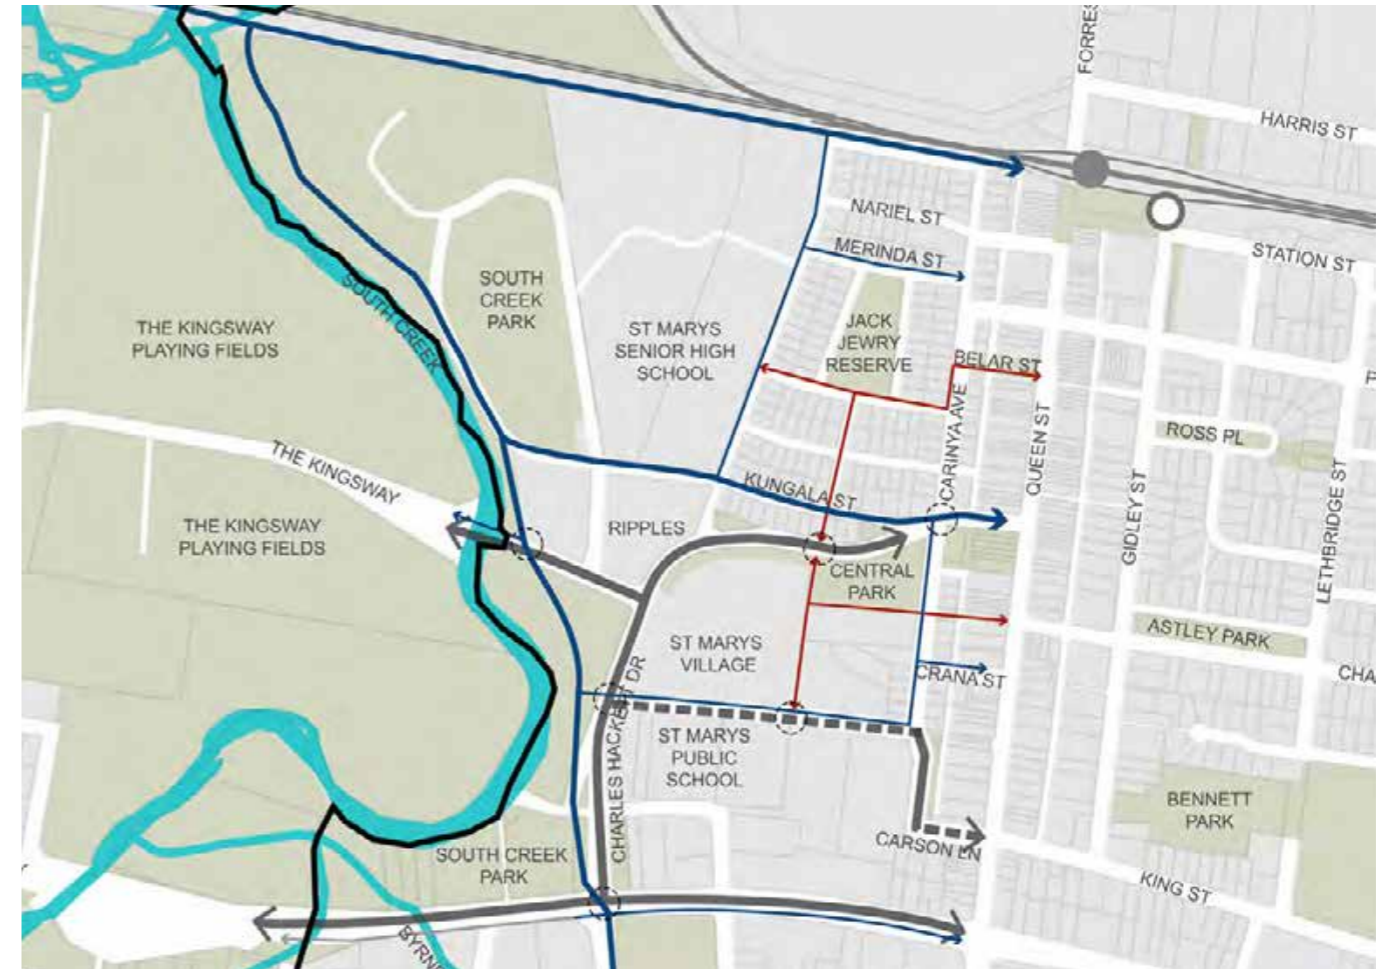 FORRES
HARRIS ST
NARIEL ST
MERINDA ST
STATION ST
SOUTH
CREEK
PARK
SOUTH CREEK
THE KINGSWAY
PLAYING FIELDS
ST MARYS
SENIOR HIGH
SCHOOL
JACK
JEWRY
RESERVE
BELAR ST
P
CARINYA AVE
QUEEN ST
ROSS PL
GIDLEY ST
LETHBRIDGE ST
THE KINGSWAY
KUNGALA ST
THE KINGSWAY
PLAYING FIELDS
RIPPLES
CENTRAL
PARK
ST MARYS
VILLAGE
ASTLEY PARK
CHA
CRANA ST
CHARLES HACKETT DR
ST MARYS
PUBLIC
SCHOOL
BENNETT
PARK
CARSON LN
SOUTH CREEK
PARK
KING ST
BYRN